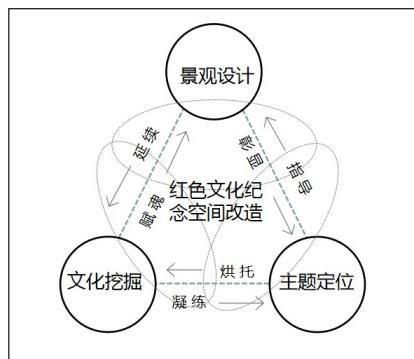 景观设计
延续
赋魂
彰显
指导
红色文化纪
念空间改造
文化挖掘
烘托
凝练
主题定位